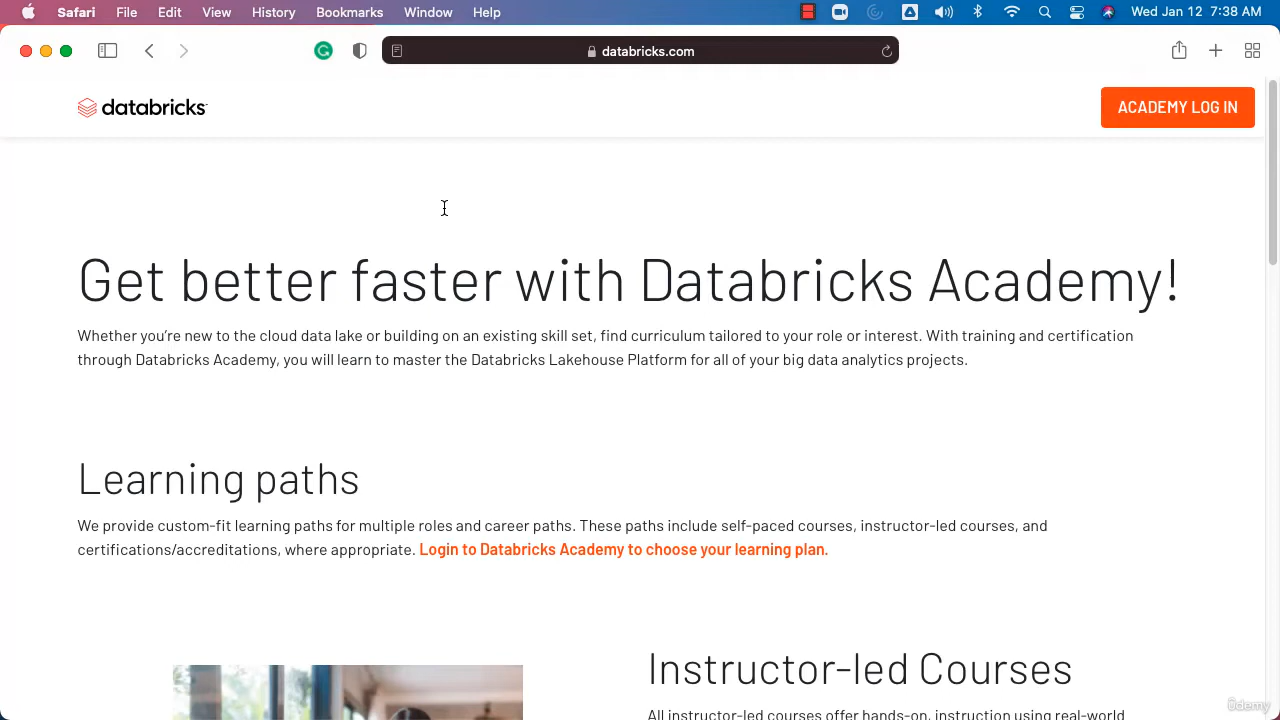 Safari File Edit View History Bookmarks Window Help Wed Jan 12 7:38 AM
databricks.com
databricks
ACADEMY LOG IN
Get better faster with Databricks Academy!
Whether you're new to the cloud data lake or building on an existing skill set, find curriculum tailored to your role or interest. With training and certification
through Databricks Academy, you will learn to master the Databricks Lakehouse Platform for all of your big data analytics projects.
Learning paths
We provide custom-fit learning paths for multiple roles and career paths. These paths include self-paced courses, instructor-led courses, and
certifications/accreditations, where appropriate. Login to Databricks Academy to choose your learning plan.
Instructor-led Courses
All instructor-led courses offer hands-on, instruction using real-world
ûdemy